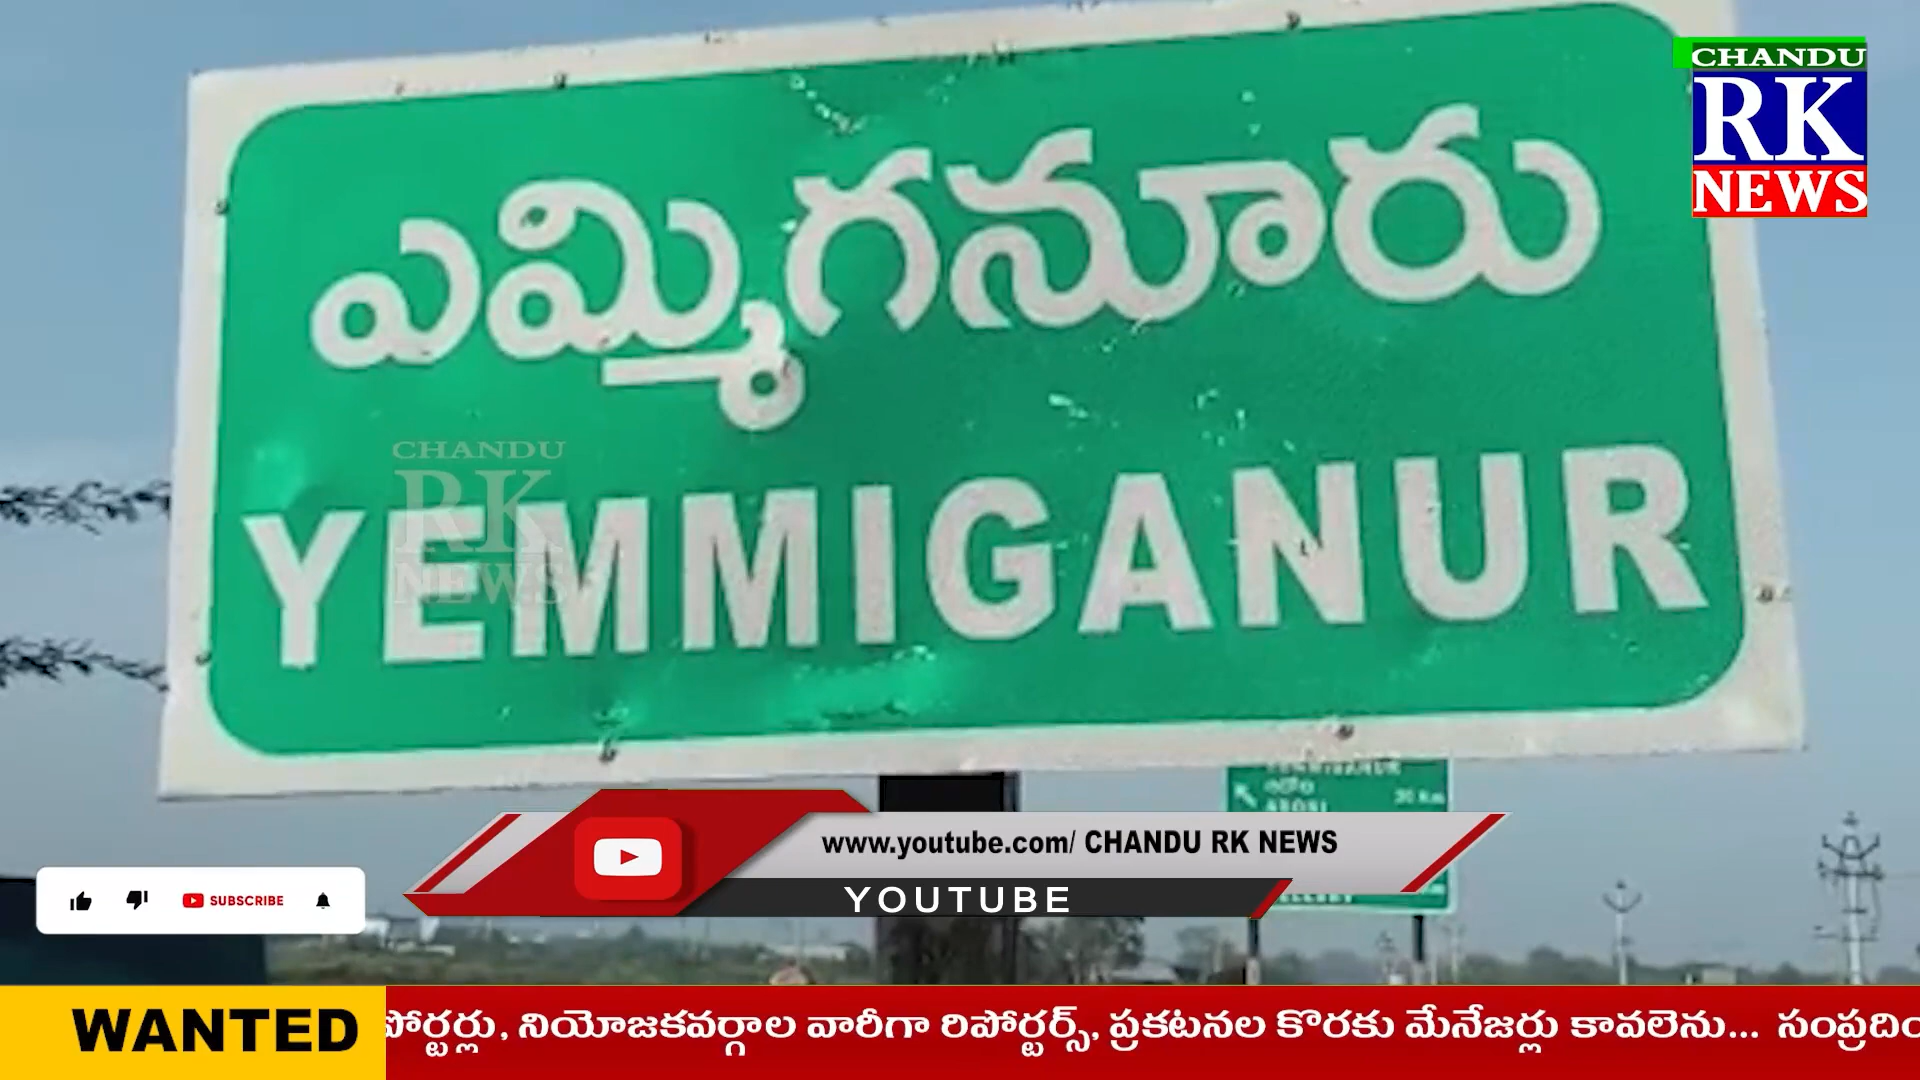 CHANDU
RK
NEWS
ఎమ్మిగనూరు
CHANDU
RK
NEWS
YEMMIGANUR
ADONI
www.youtube.com/ CHANDU RK NEWS
YOUTUBE
SUBSCRIBE
WANTED
నియోజకవర్గాల వారీగా రిపోర్టర్స్, ప్రకటనల కొరకు మేనేజర్లు కావలెను...